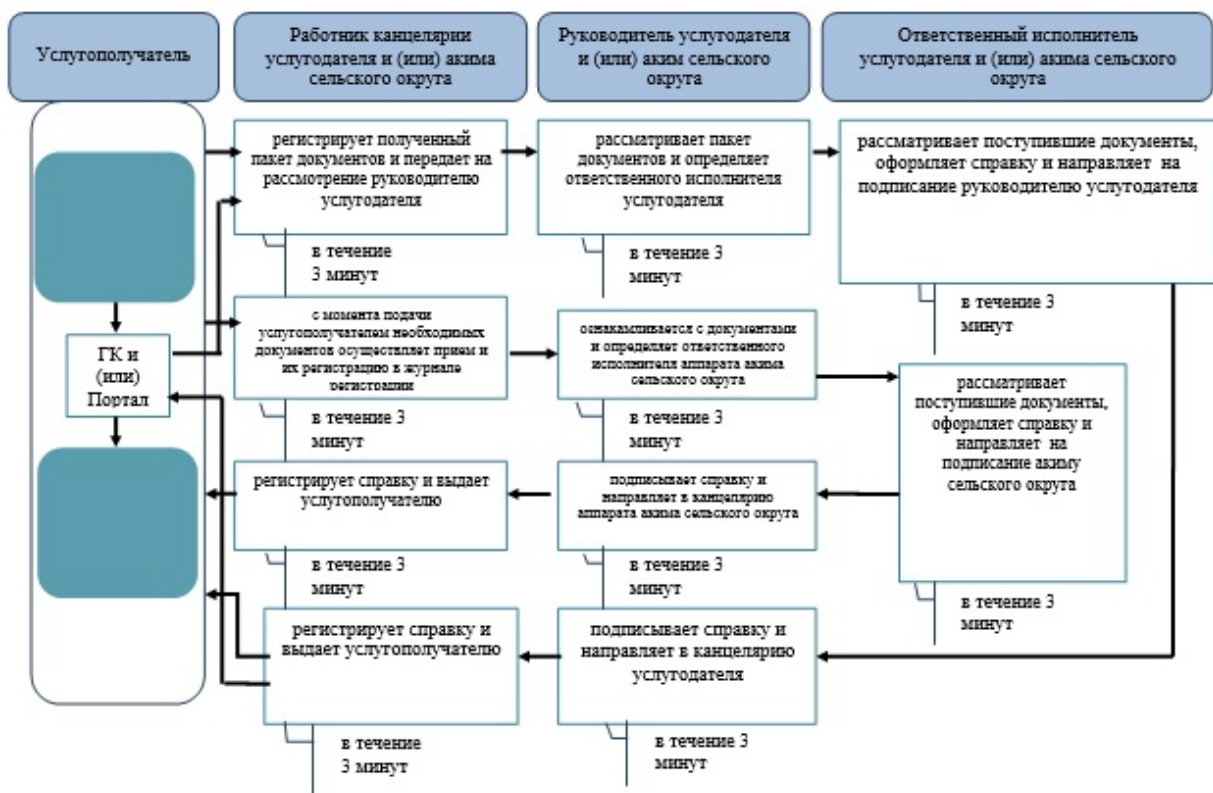 Услугополучатель
Работник канцелярии
услугодателя и (или) акима
сельского округа
Руководитель услугодателя
и (или) аким сельского
округа
Ответственный исполнитель
услугодателя и (или) акима сельского
округа
регистрирует полученный
пакет документов и передает на
рассмотрение руководителю
услугодателя
рассматривает пакет
документов и определяет
ответственного исполнителя
услугодателя
рассматривает поступившие документы,
оформляет справку и направляет на
подписание руководителю услугодателя
в течение
3 минут
в течение 3
минут
в течение 3
минут
ГК и
(или)
Портал
с момента подачи
услугополучателем необходимых
документов осуществляет прием и
их регистрацию в журнале
регистрации
ознакамливается с документами
и определяет ответственного
исполнителя аппарата акима
сельского округа
рассматривает
поступившие документы,
оформляет справку и
направляет на
подписание акиму
сельского округа
в течение 3
минут
в течение 3
минут
регистрирует справку и выдает
услугополучателю
подписывает справку и
направляет в канцелярию
аппарата акима сельского округа
в течение 3
минут
в течение 3
минут
в течение 3
минут
регистрирует справку и
выдает услугополучателю
подписывает справку и
направляет в канцелярию
услугодателя
в течение
3 минут
в течение 3
минут